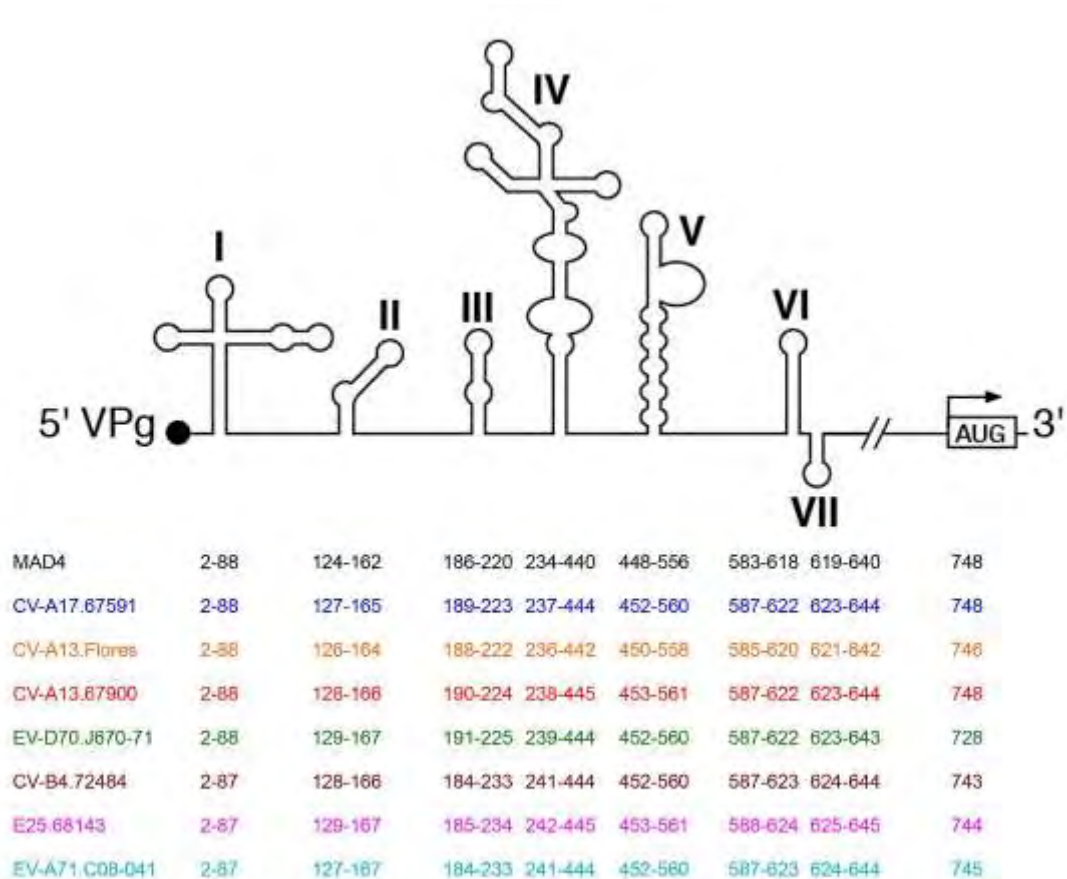 IV
V
I
II
III
VI
5' VPg
AUG
3'
VII
MAD4 2-88 124-162 186-220 234-440 448-556 583-618 619-640 748
CV-A17.67591 2-88 127-165 189-223 237-444 452-560 587-622 623-644 748
CV-A13.Flores 2-88 126-164 188-222 236-442 450-558 585-620 621-642 746
CV-A13.67900 2-88 128-166 190-224 238-445 453-561 587-622 623-644 748
EV-D70.J670-71 2-88 129-167 191-225 239-444 452-560 587-622 623-643 728
CV-B4.72484 2-87 128-166 184-233 241-444 452-560 587-623 624-644 743
E25.68143 2-87 129-167 185-234 242-445 453-561 588-624 625-645 744
EV-A71.C08-041 2-87 127-167 184-233 241-444 452-560 587-623 624-644 745